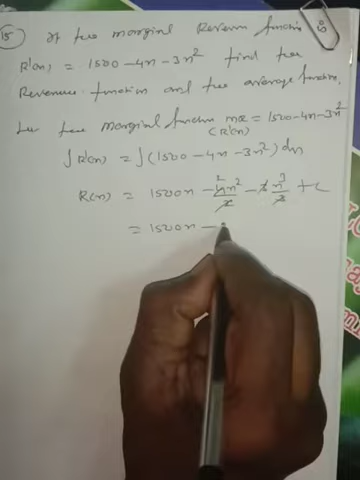 15 If the marginal Revenue function
R'(x) = 1500 - 4x - 3x² find the
Revenue function and the average function.
Let the marginal function MR = 1500-4x-3x²
(R'(x))
∫R'(x) = ∫(1500 - 4x - 3x²) dx
R(x) = 1500x - 4x²/2 - 3x³/3 + C
= 1500x -